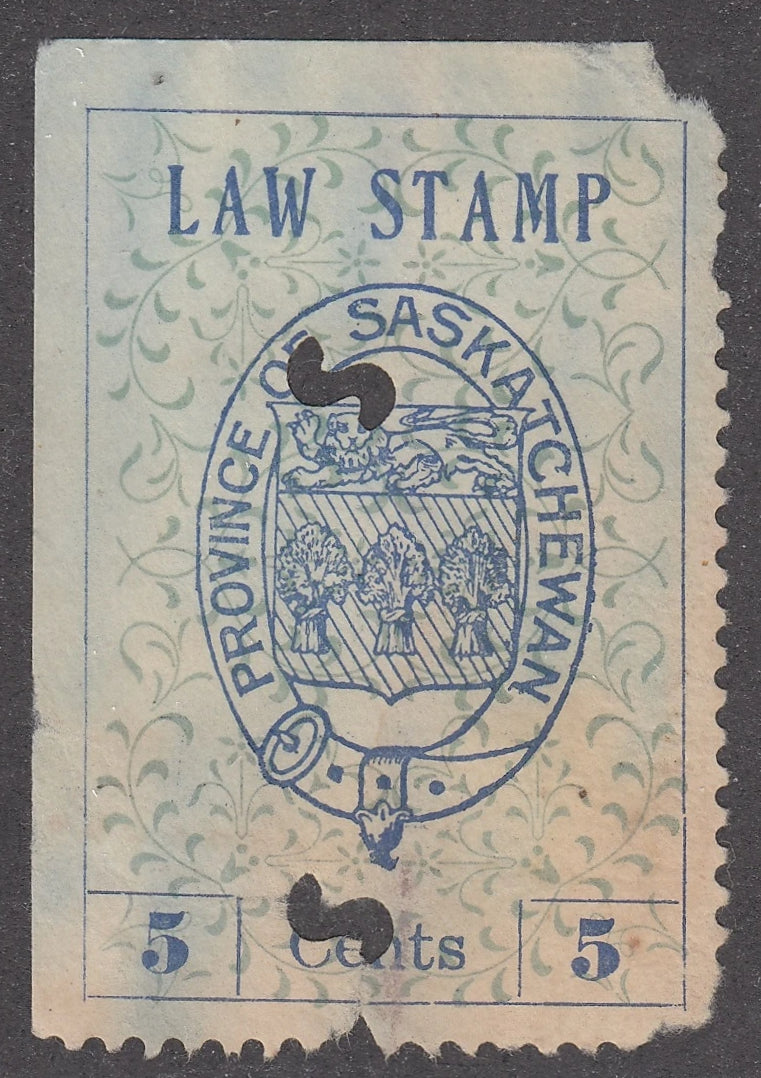 LAW STAMP
PROVINCE OF SASKATCHEWAN
5 Cents 5